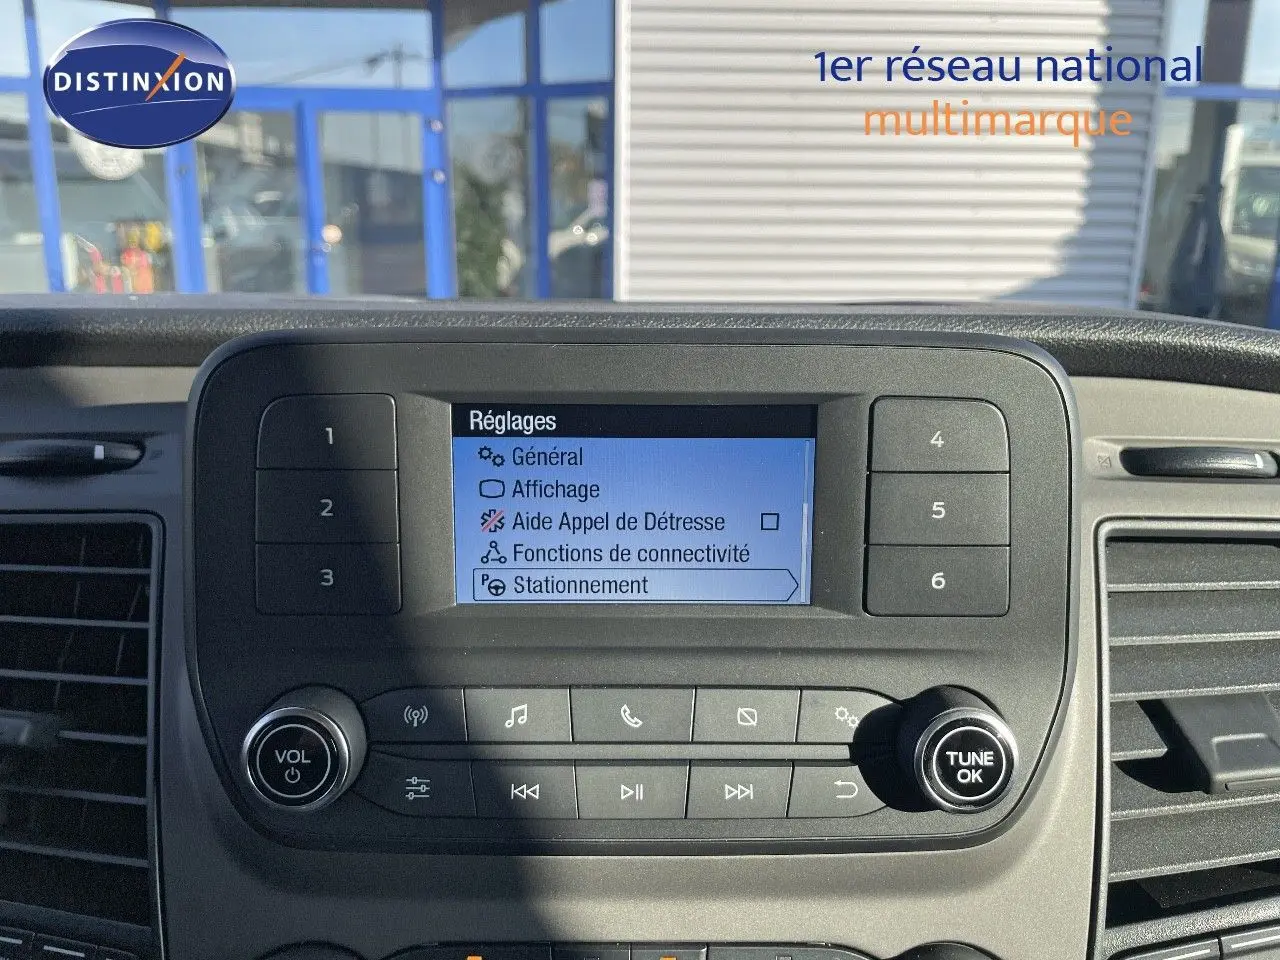 DISTINXION
1er réseau national
multimarque
Réglages
Général
Affichage
Aide Appel de Détresse
Fonctions de connectivité
P Stationnement
1
2
3
4
5
6
VOL
TUNE
OK